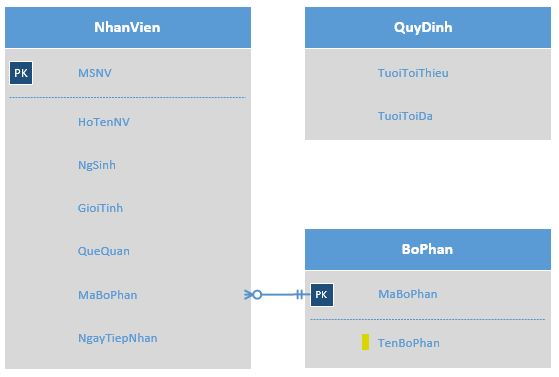 NhanVien
PK
MSNV
HoTenNV
NgSinh
GioiTinh
QueQuan
MaBoPhan
NgayTiepNhan
QuyDinh
TuoiToiThieu
TuoiToiDa
BoPhan
PK
MaBoPhan
TenBoPhan